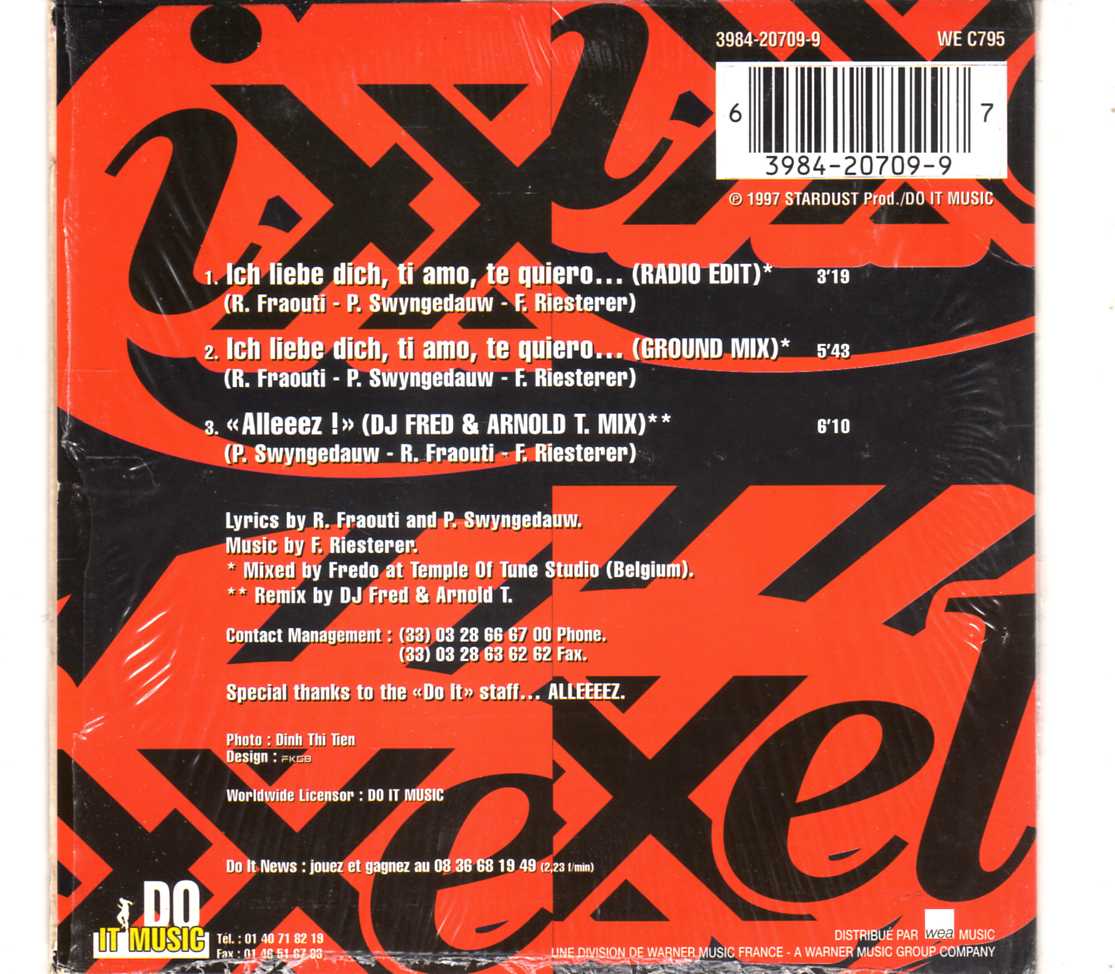 3984-20709-9 WE C795
6 7
3984-20709-9
℗ 1997 STARDUST Prod./DO IT MUSIC
1. Ich liebe dich, ti amo, te quiero... (RADIO EDIT)* 3'19
(R. Fraouti - P. Swyngedauw - F. Riesterer)
2. Ich liebe dich, ti amo, te quiero... (GROUND MIX)* 5'43
(R. Fraouti - P. Swyngedauw - F. Riesterer)
3. «Alleeez !» (DJ FRED & ARNOLD T. MIX)** 6'10
(P. Swyngedauw - R. Fraouti - F. Riesterer)
Lyrics by R. Fraouti and P. Swyngedauw.
Music by F. Riesterer.
* Mixed by Fredo at Temple Of Tune Studio (Belgium).
** Remix by DJ Fred & Arnold T.
Contact Management : (33) 03 28 66 67 00 Phone.
(33) 03 28 63 62 62 Fax.
Special thanks to the «Do It» staff... ALLEEEEZ.
Photo : Dinh Thi Tien
Design : FKGB
Worldwide Licensor : DO IT MUSIC
Do It News : jouez et gagnez au 08 36 68 19 49 (2,23 f/min)
DO
IT MUSIC
Tél. : 01 40 71 82 19
Fax : 01 46 51
DISTRIBUÉ PAR wea MUSIC
UNE DIVISION DE WARNER MUSIC FRANCE - A WARNER MUSIC GROUP COMPANY